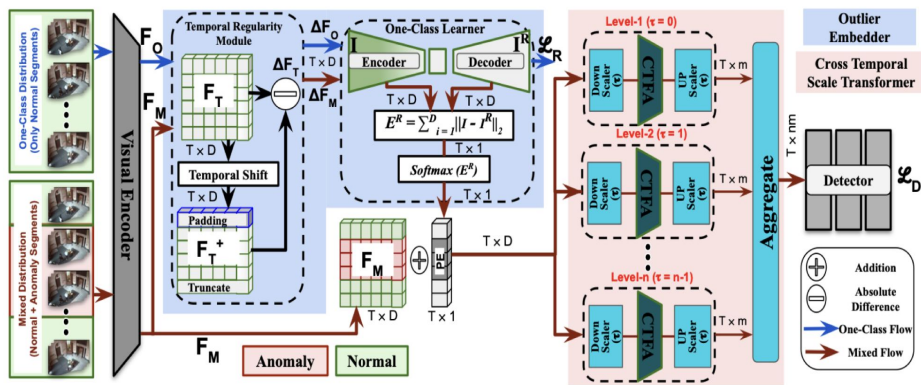 One-Class Distribution
(Only Normal Segments)
Mixed Distribution
(Normal + Anomaly Segments)
Visual Encoder
F_O
F_M
Temporal Regularity
Module
F_T
ΔF_T
T × D
Temporal Shift
T × D
Padding
F_T^+
Truncate
ΔF_O
T × D
ΔF_M
One-Class Learner
I
Encoder
I^R
Decoder
ℒ_R
T × D
T × D
E^R = ∑^D_{i=1}||I - I^R||_2
T × 1
Softmax (E^R)
T × 1
F_M
T × D
PE
T × 1
T × D
F_M
Anomaly
Normal
Level-1 (τ = 0)
Down
Scaler
(τ)
CTFA
UP
Scaler
(τ)
T × m
Level-2 (τ = 1)
Down
Scaler
(τ)
CTFA
UP
Scaler
(τ)
T × m
Level-n (τ = n-1)
Down
Scaler
(τ)
CTFA
UP
Scaler
(τ)
T × m
Aggregate
T × nm
Outlier
Embedder
Cross Temporal
Scale Transformer
Detector
ℒ_D
Addition
Absolute
Difference
One-Class Flow
Mixed Flow